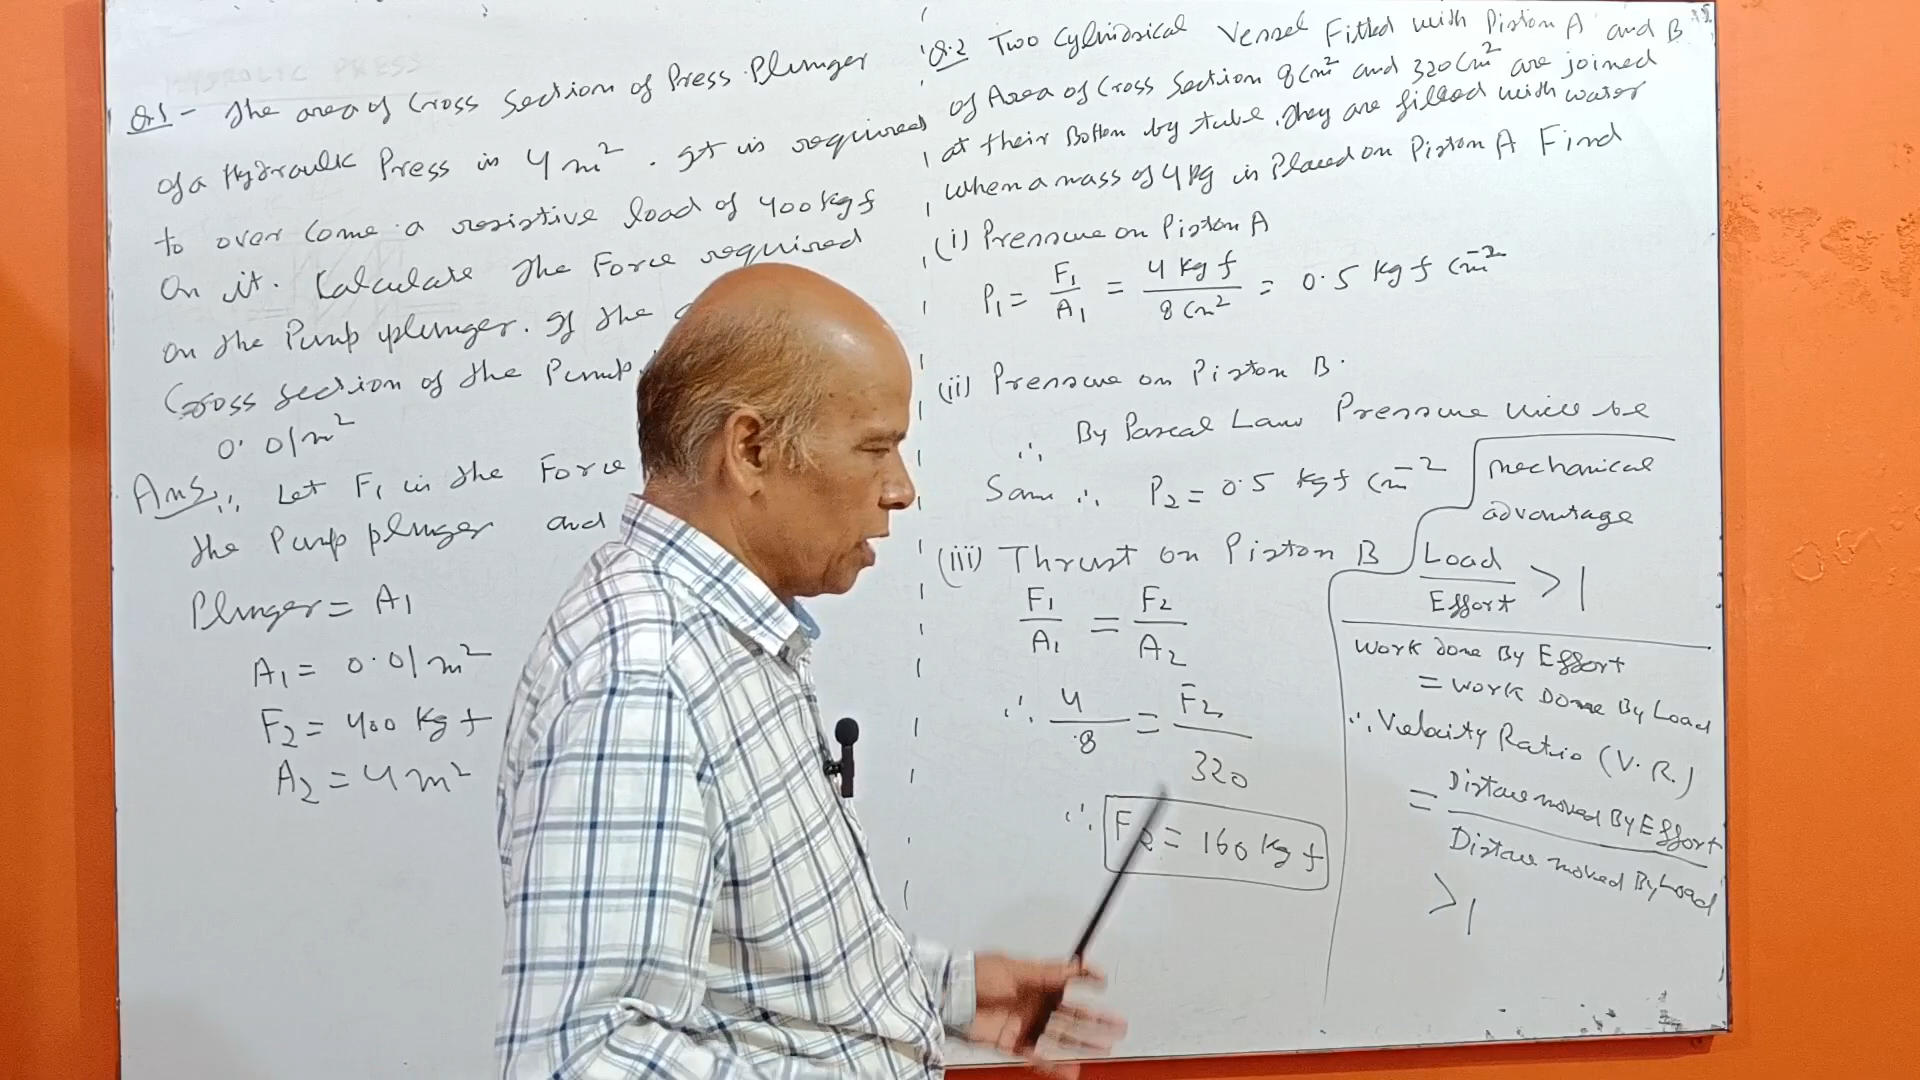 Q.1 - The area of Cross Section of Press Plunger
of a Hydraulic Press is 4 m². It is required
to over come a resistive load of 400 kgf
on it. Calculate the Force required
on the Pump plunger. If the
Cross section of the Pump
0.01 m²
Ans ∴ Let F₁ is the Force
the Pump plunger and
Plunger = A₁
A₁ = 0.01 m²
F₂ = 400 Kgf
A₂ = 4 m²
Q.2 Two Cylindrical Vessel Fitted with Piston A and B
of Area of Cross Section 8 Cm² and 320 Cm² are joined
at their Bottom by tube. They are filled with water
when a mass of 4 Kg is Placed on Piston A Find
(i) Pressure on Piston A
P₁ = F₁/A₁ = 4 Kgf / 8 Cm² = 0.5 Kgf Cm⁻²
(ii) Pressure on Piston B.
∴ By Pascal Law Pressure will be
Same ∴ P₂ = 0.5 Kgf Cm⁻²
(iii) Thrust on Piston B
F₁/A₁ = F₂/A₂
∴ 4/8 = F₂/320
∴ F₂ = 160 Kgf
mechanical
advantage
Load/Effort > 1
Work done By Effort
= Work Done By Load
∴ Velocity Ratio (V.R.)
= Distance moved By Effort
Distance moved By Load
> 1